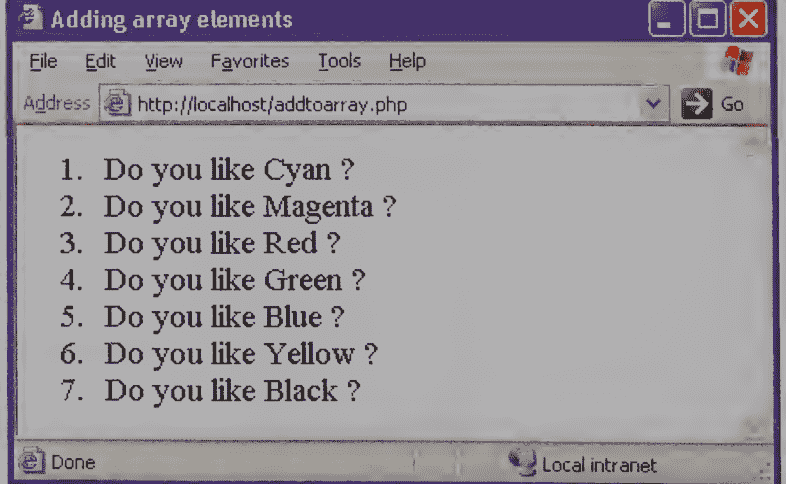 Adding array elements
File Edit View Favorites Tools Help
Address http://localhost/addtoarray.php Go
1. Do you like Cyan ?
2. Do you like Magenta ?
3. Do you like Red ?
4. Do you like Green ?
5. Do you like Blue ?
6. Do you like Yellow ?
7. Do you like Black ?
Done Local intranet